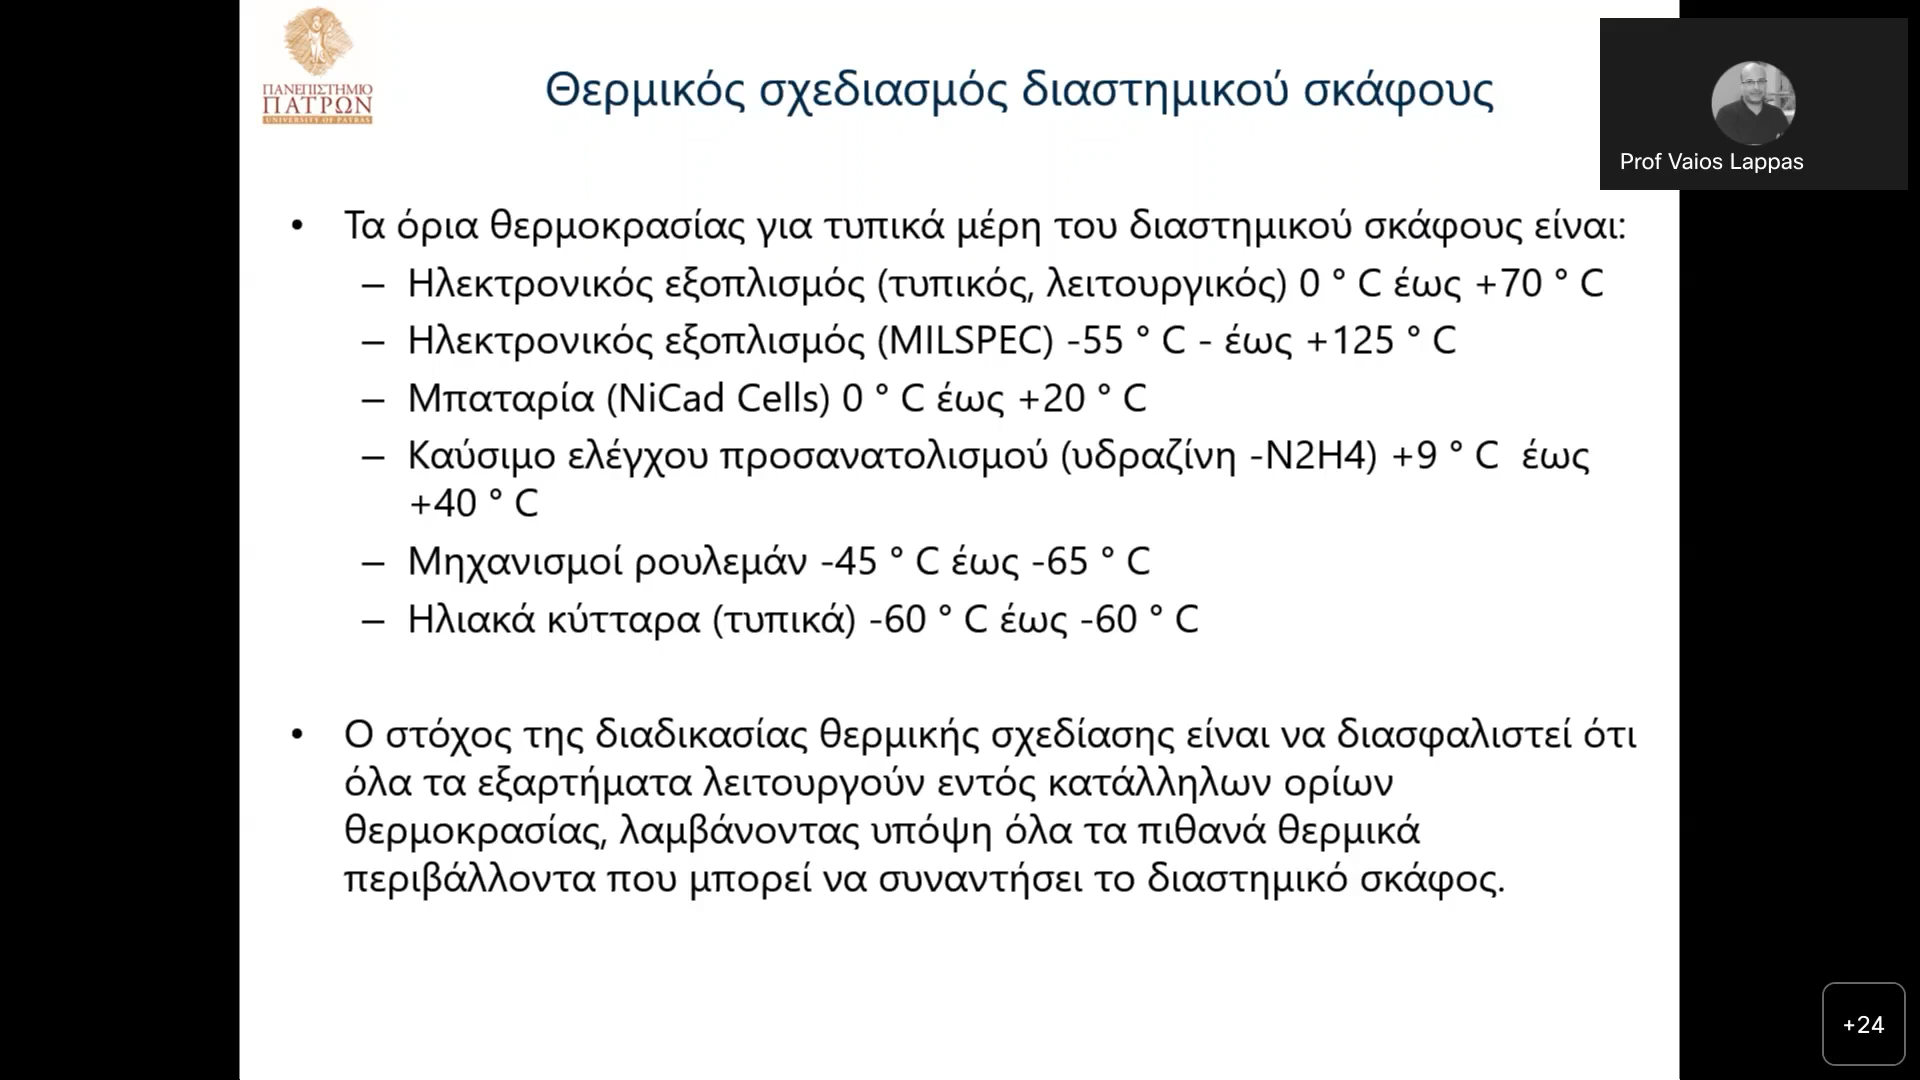 ΠΑΝΕΠΙΣΤΗΜΙΟ
ΠΑΤΡΩΝ
UNIVERSITY OF PATRAS
Θερμικός σχεδιασμός διαστημικού σκάφους
Prof Vaios Lappas
• Τα όρια θερμοκρασίας για τυπικά μέρη του διαστημικού σκάφους είναι:
– Ηλεκτρονικός εξοπλισμός (τυπικός, λειτουργικός) 0 ° C έως +70 ° C
– Ηλεκτρονικός εξοπλισμός (MILSPEC) -55 ° C - έως +125 ° C
– Μπαταρία (NiCad Cells) 0 ° C έως +20 ° C
– Καύσιμο ελέγχου προσανατολισμού (υδραζίνη -N2H4) +9 ° C  έως
+40 ° C
– Μηχανισμοί ρουλεμάν -45 ° C έως -65 ° C
– Ηλιακά κύτταρα (τυπικά) -60 ° C έως -60 ° C
• Ο στόχος της διαδικασίας θερμικής σχεδίασης είναι να διασφαλιστεί ότι
όλα τα εξαρτήματα λειτουργούν εντός κατάλληλων ορίων
θερμοκρασίας, λαμβάνοντας υπόψη όλα τα πιθανά θερμικά
περιβάλλοντα που μπορεί να συναντήσει το διαστημικό σκάφος.
+24